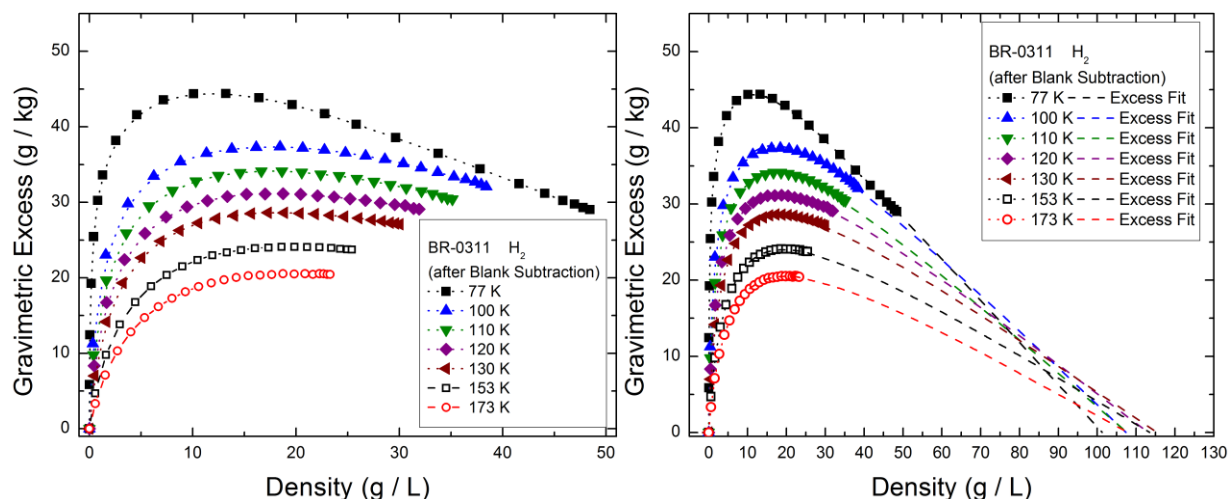 Gravimetric Excess (g / kg)
50
40
30
20
10
0
BR-0311 H2
(after Blank Subtraction)
77 K
100 K
110 K
120 K
130 K
153 K
173 K
0 10 20 30 40 50
Density (g / L)
Gravimetric Excess (g / kg)
50
40
30
20
10
0
BR-0311 H2
(after Blank Subtraction)
77 K Excess Fit
100 K Excess Fit
110 K Excess Fit
120 K Excess Fit
130 K Excess Fit
153 K Excess Fit
173 K Excess Fit
0 10 20 30 40 50 60 70 80 90 100 110 120 130
Density (g / L)